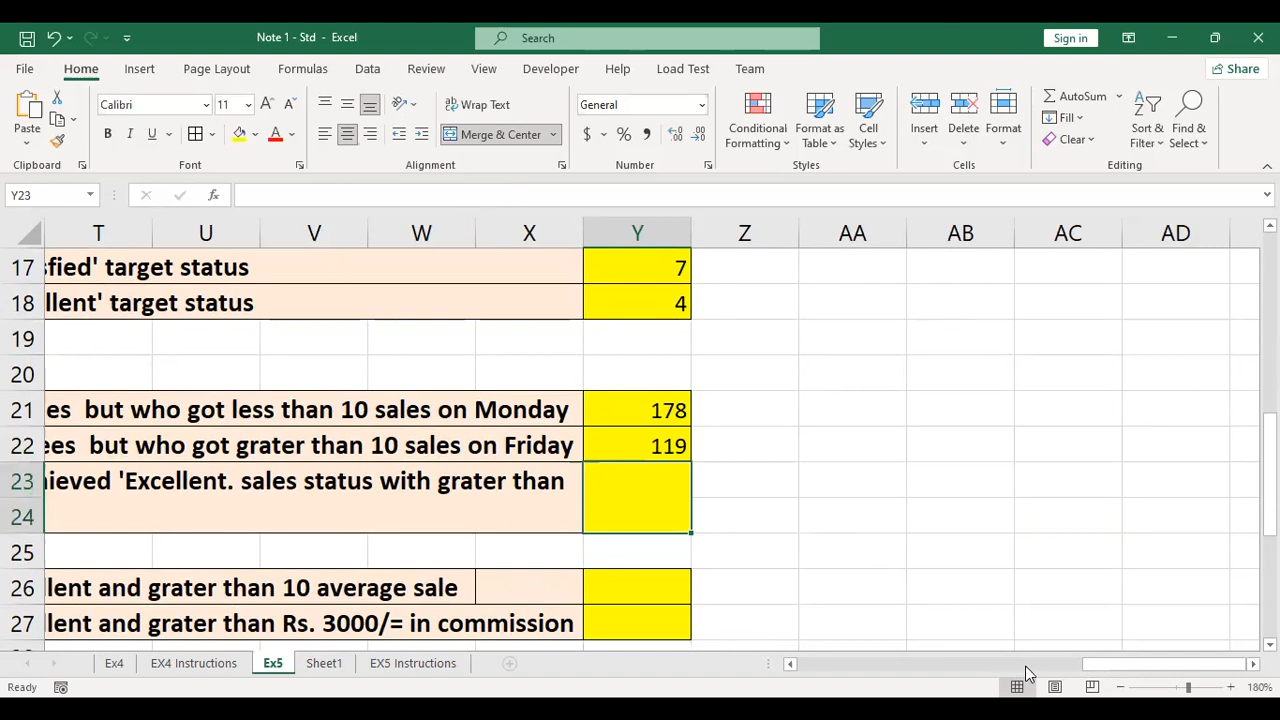 Note 1 - Std - Excel
Search
Sign in
File Home Insert Page Layout Formulas Data Review View Developer Help Load Test Team
Share
Paste
Calibri 11
B I U
Wrap Text
Merge & Center
General
$ % ,
Conditional Formatting
Format as Table
Cell Styles
Insert
Delete
Format
AutoSum
Fill
Clear
Sort & Filter
Find & Select
Clipboard Font Alignment Number Styles Cells Editing
Y23
fx
T U V W X Y Z AA AB AC AD
17 sfied' target status 7
18 llent' target status 4
19
20
21 es but who got less than 10 sales on Monday 178
22 ees but who got grater than 10 sales on Friday 119
23 hieved 'Excellent. sales status with grater than
24
25
26 lent and grater than 10 average sale
27 lent and grater than Rs. 3000/= in commission
Ex4 EX4 Instructions Ex5 Sheet1 EX5 Instructions
Ready
180%